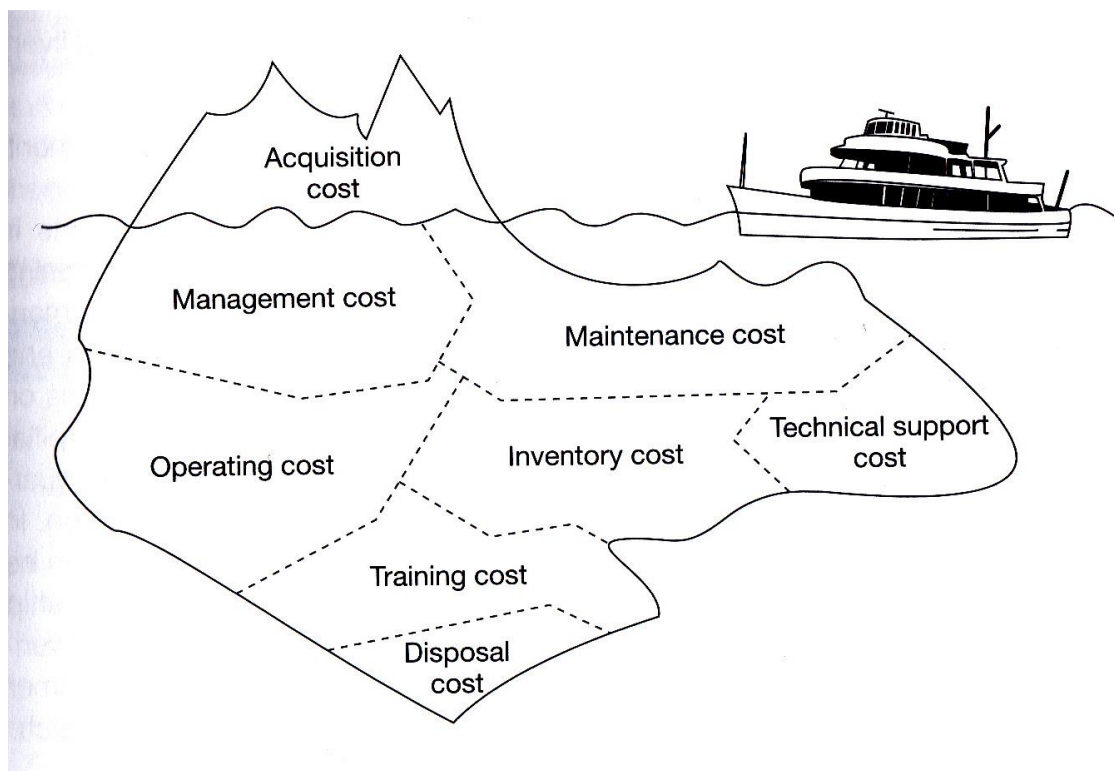 Acquisition
cost
Management cost
Maintenance cost
Operating cost
Inventory cost
Technical support
cost
Training cost
Disposal
cost